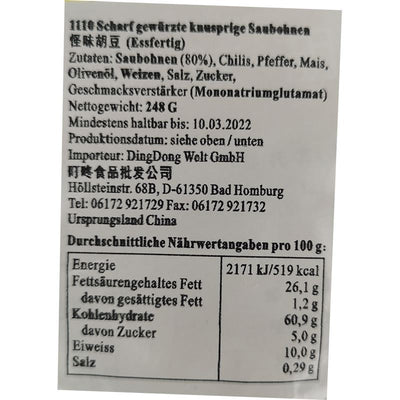 1110 Scharf gewürzte knusprige Saubohnen
怪味胡豆 (Essfertig)
Zutaten: Saubohnen (80%), Chilis, Pfeffer, Mais,
Olivenöl, Weizen, Salz, Zucker,
Geschmacksverstärker (Mononatriumglutamat)
Nettogewicht: 248 G
Mindestens haltbar bis: 10.03.2022
Produktionsdatum: siehe oben / unten
Importeur: DingDong Welt GmbH
叮咚食品批发公司
Höllsteinstr. 68B, D-61350 Bad Homburg
Tel: 06172 921729 Fax: 06172 921732
Ursprungsland China
Durchschnittliche Nährwertangaben pro 100 g:
Energie 2171 kJ/519 kcal
Fettsäurengehaltes Fett 26,1 g
davon gesättigtes Fett 1,2 g
Kohlenhydrate 60,9 g
davon Zucker 5,0 g
Eiweiss 10,0 g
Salz 0,29 g